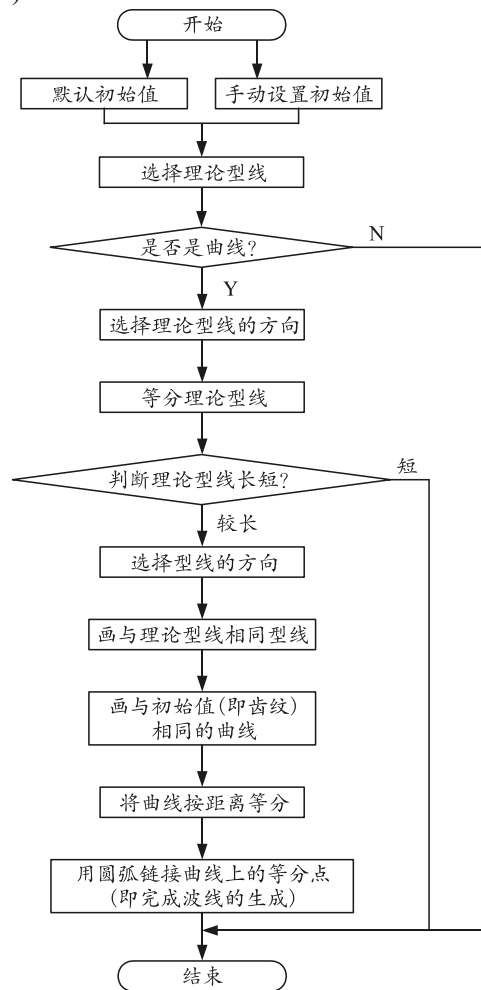 开始
默认初始值
手动设置初始值
选择理论型线
是否是曲线?
N
Y
选择理论型线的方向
等分理论型线
判断理论型线长短?
短
较长
选择型线的方向
画与理论型线相同型线
画与初始值(即齿纹)
相同的曲线
将曲线按距离等分
用圆弧链接曲线上的等分点
(即完成波线的生成)
结束